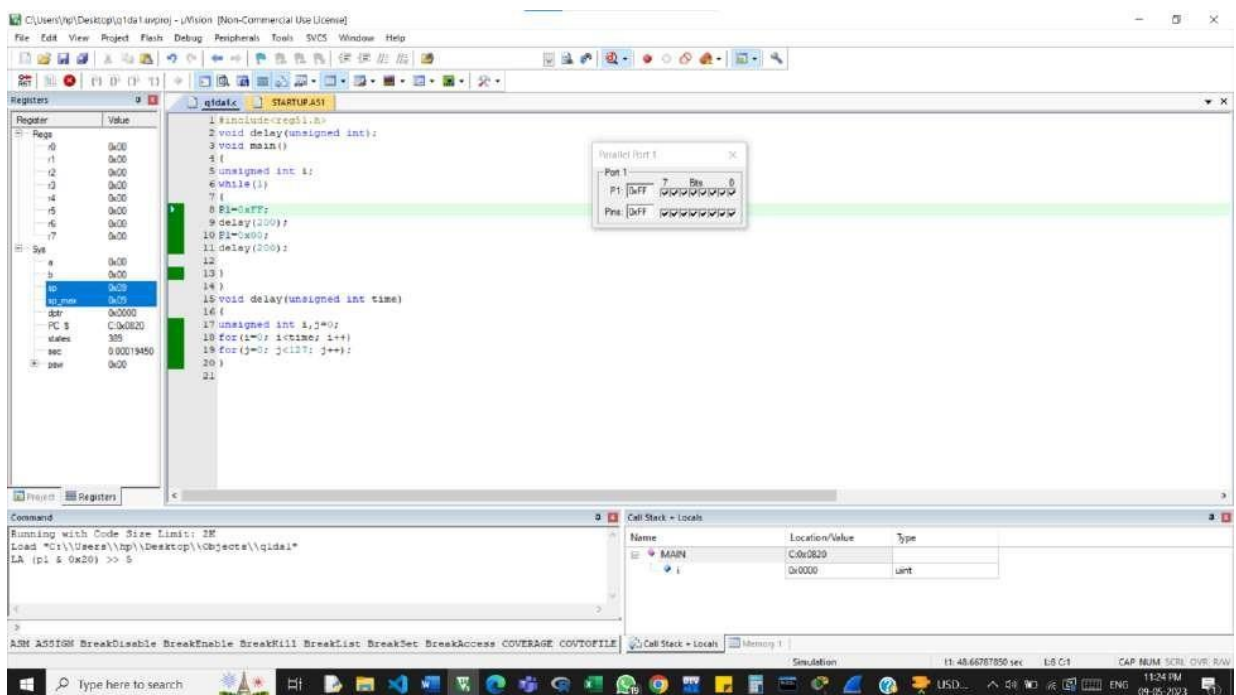 C:\Users\hp\Desktop\q1da1.uvproj - µVision [Non-Commercial Use License]
File Edit View Project Flash Debug Peripherals Tools SVCS Window Help
Registers
q1da1.c STARTUP.A51
Register Value
Regs
r0 0x00
r1 0x00
r2 0x00
r3 0x00
r4 0x00
r5 0x00
r6 0x00
r7 0x00
Sys
a 0x00
b 0x00
sp 0x09
sp_max 0x09
dptr 0x0000
PC $ C:0x0820
states 389
sec 0.00019450
psw 0x00
1 #include<reg51.h>
2 void delay(unsigned int);
3 void main()
4 {
5 unsigned int i;
6 while(1)
7 {
8 P1=0xFF;
9 delay(200);
10 P1=0x00;
11 delay(200);
12
13 }
14 }
15 void delay(unsigned int time)
16 {
17 unsigned int i,j=0;
18 for(i=0; i<time; i++)
19 for(j=0; j<127; j++);
20 }
21
Parallel Port 1
Port 1
7 Bits 0
P1: 0xFF
Pins: 0xFF
Project Registers
Command
Running with Code Size Limit: 2K
Load "C:\\Users\\hp\\Desktop\\Objects\\q1da1"
LA (p1 & 0x20) >> 5
>
ASM ASSIGN BreakDisable BreakEnable BreakKill BreakList BreakSet BreakAccess COVERAGE COVTOFILE
Call Stack + Locals
Name Location/Value Type
MAIN C:0x0820
i 0x0000 uint
Call Stack + Locals Memory 1
Simulation t1: 48.66787850 sec L:8 C:1 CAP NUM SCRL OVR R/W
Type here to search
USD...
ENG
11:24 PM
09-05-2023